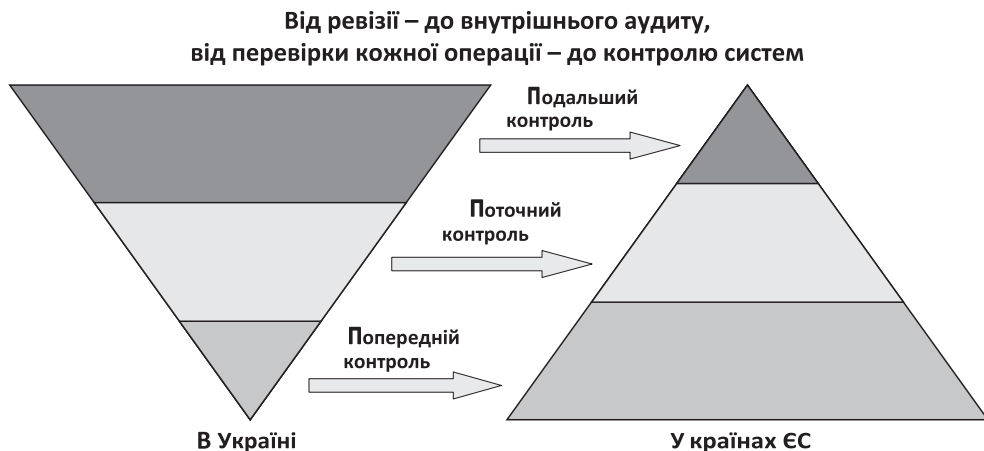 Від ревізії – до внутрішнього аудиту,
від перевірки кожної операції – до контролю систем
Подальший
контроль
Поточний
контроль
Попередній
контроль
В Україні
У країнах ЄС